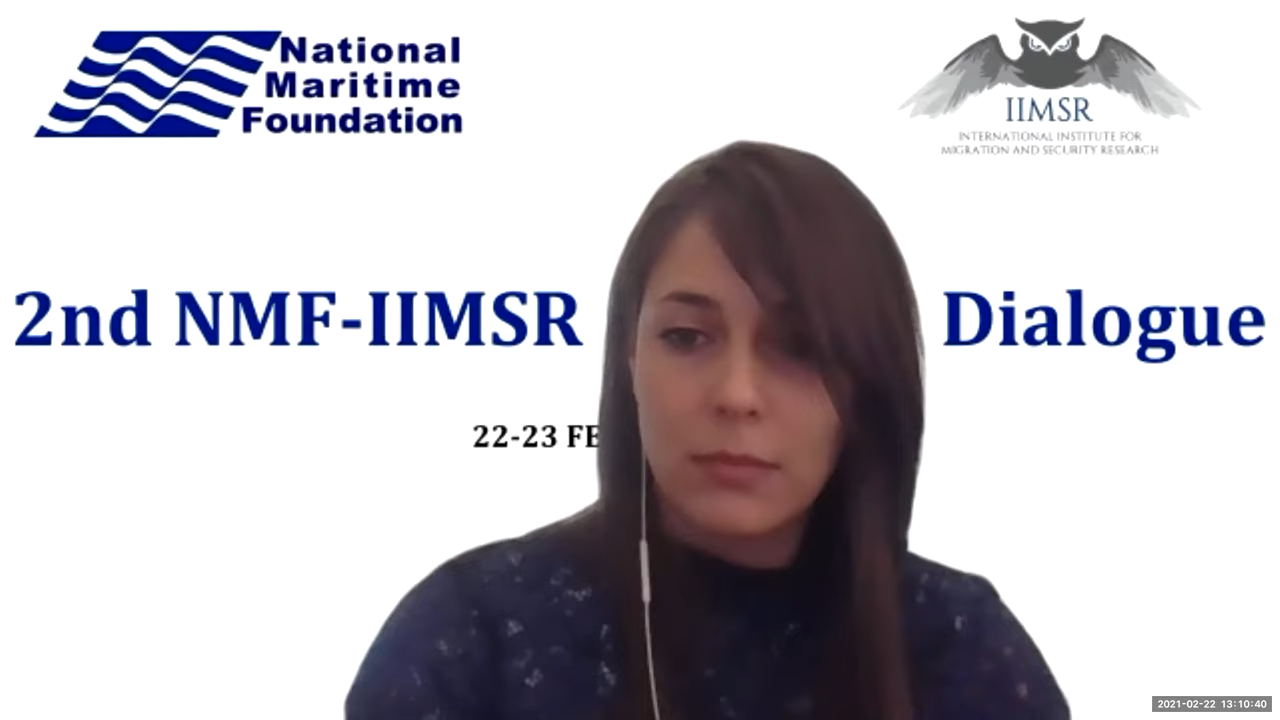 National
Maritime
Foundation
IIMSR
INTERNATIONAL INSTITUTE FOR
MIGRATION AND SECURITY RESEARCH
2nd NMF-IIMSR Dialogue
22-23 FE
2021-02-22 13:10:40